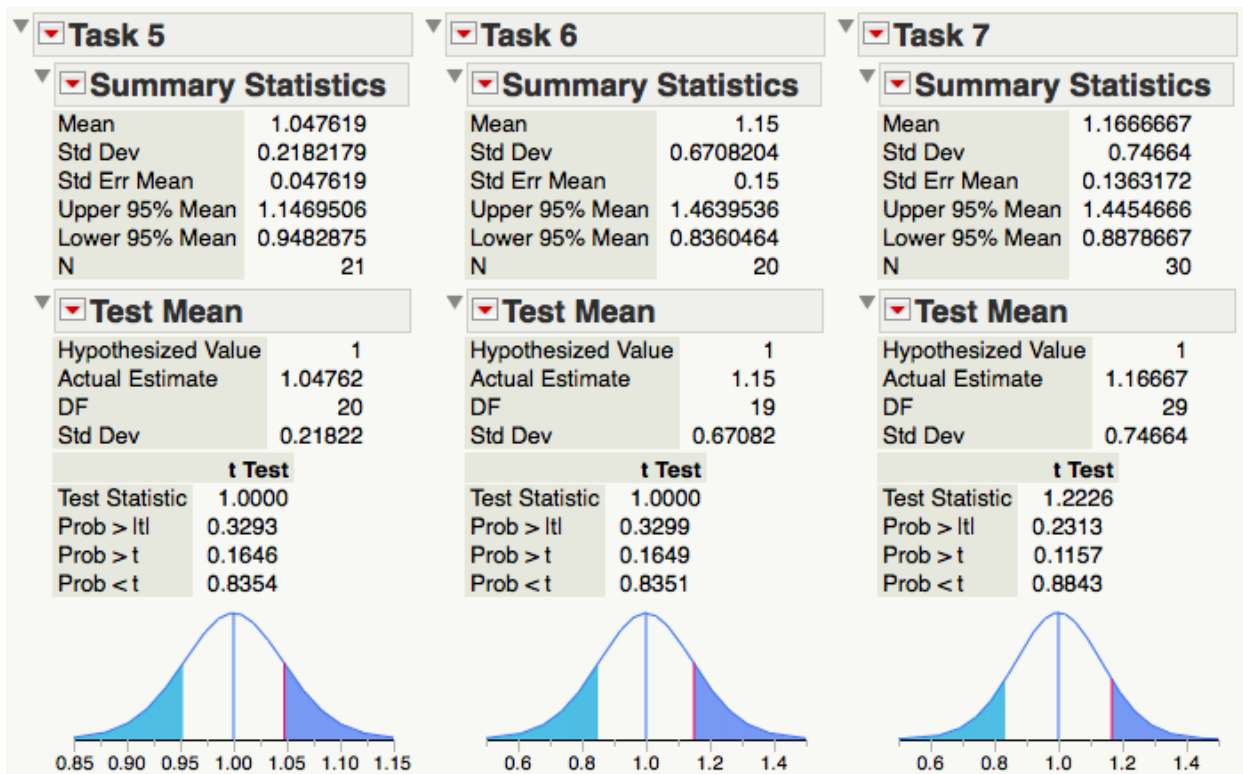 Task 5
Summary Statistics
Mean 1.047619
Std Dev 0.2182179
Std Err Mean 0.047619
Upper 95% Mean 1.1469506
Lower 95% Mean 0.9482875
N 21
Test Mean
Hypothesized Value 1
Actual Estimate 1.04762
DF 20
Std Dev 0.21822
t Test
Test Statistic 1.0000
Prob > |t| 0.3293
Prob > t 0.1646
Prob < t 0.8354
0.85 0.90 0.95 1.00 1.05 1.10 1.15
Task 6
Summary Statistics
Mean 1.15
Std Dev 0.6708204
Std Err Mean 0.15
Upper 95% Mean 1.4639536
Lower 95% Mean 0.8360464
N 20
Test Mean
Hypothesized Value 1
Actual Estimate 1.15
DF 19
Std Dev 0.67082
t Test
Test Statistic 1.0000
Prob > |t| 0.3299
Prob > t 0.1649
Prob < t 0.8351
0.6 0.8 1.0 1.2 1.4
Task 7
Summary Statistics
Mean 1.1666667
Std Dev 0.74664
Std Err Mean 0.1363172
Upper 95% Mean 1.4454666
Lower 95% Mean 0.8878667
N 30
Test Mean
Hypothesized Value 1
Actual Estimate 1.16667
DF 29
Std Dev 0.74664
t Test
Test Statistic 1.2226
Prob > |t| 0.2313
Prob > t 0.1157
Prob < t 0.8843
0.6 0.8 1.0 1.2 1.4